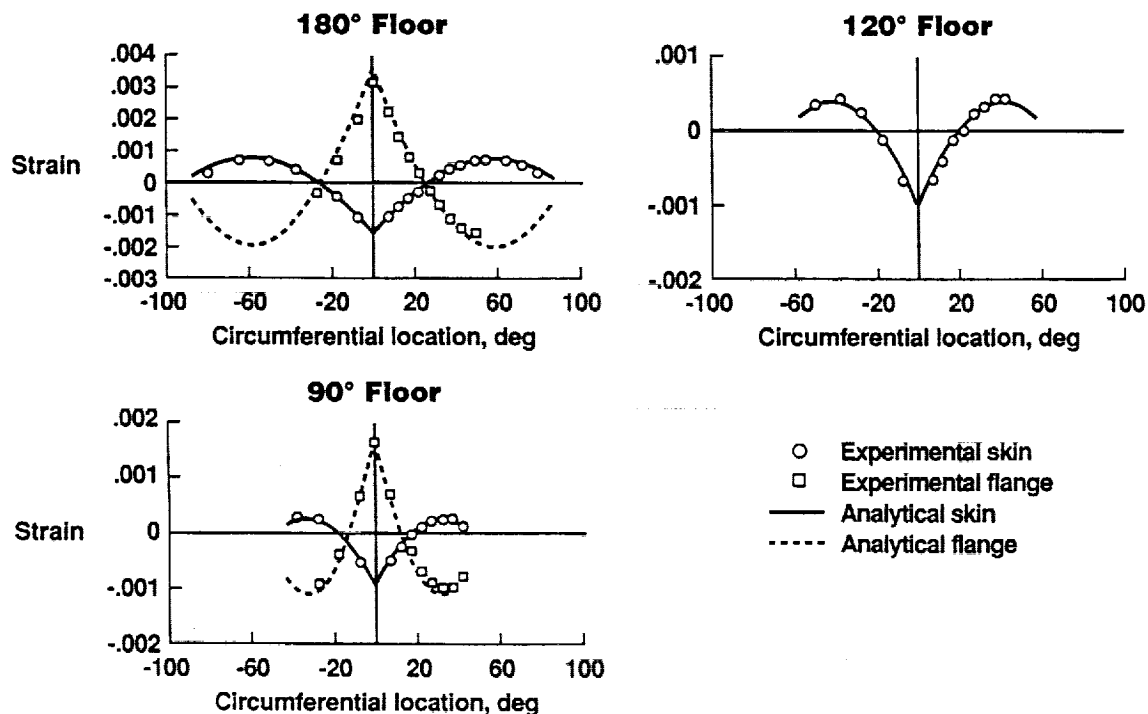 180° Floor
.004
.003
.002
.001
0
-.001
-.002
-.003
Strain
-100
-60
-20
20
60
100
Circumferential location, deg
120° Floor
.001
0
-.001
-.002
-100
-60
-20
20
60
100
Circumferential location, deg
90° Floor
.002
.001
0
-.001
-.002
Strain
-100
-60
-20
20
60
100
Circumferential location, deg
Experimental skin
Experimental flange
Analytical skin
Analytical flange